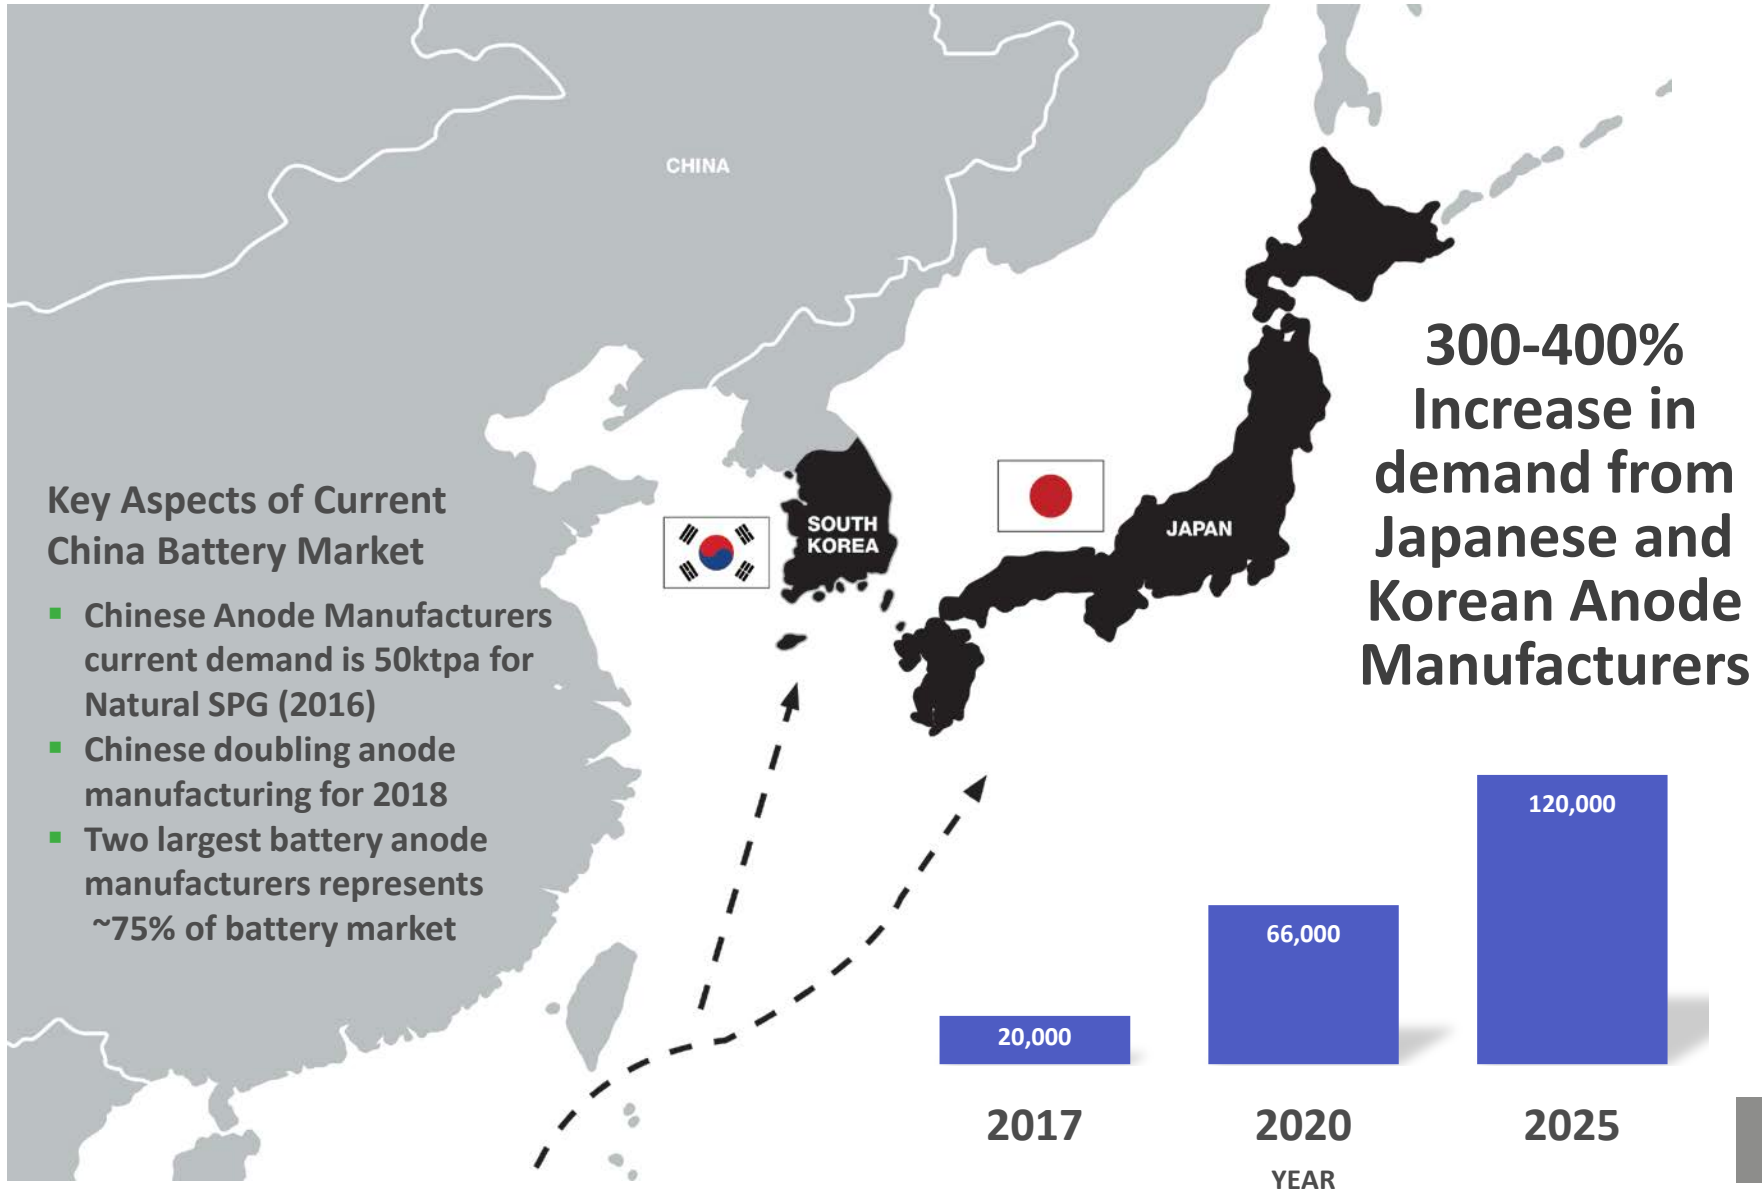 CHINA
300-400%
Increase in
demand from
Japanese and
Korean Anode
Manufacturers
Key Aspects of Current
China Battery Market
▪ Chinese Anode Manufacturers
current demand is 50ktpa for
Natural SPG (2016)
▪ Chinese doubling anode
manufacturing for 2018
▪ Two largest battery anode
manufacturers represents
~75% of battery market
SOUTH
KOREA
JAPAN
20,000
66,000
120,000
2017
2020
2025
YEAR